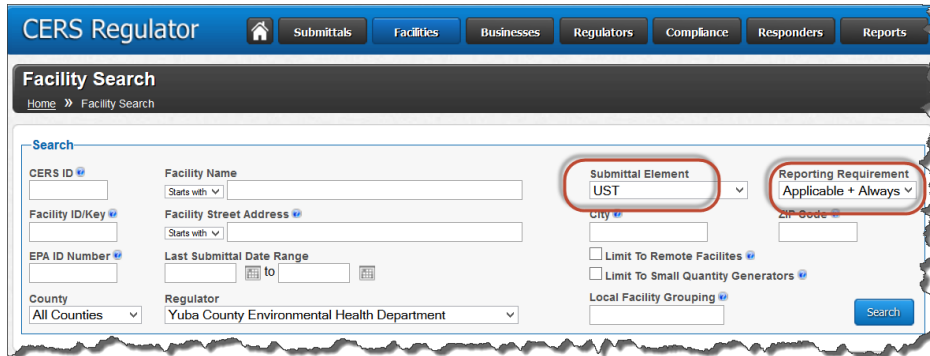 CERS Regulator
Submittals Facilities Businesses Regulators Compliance Responders Reports
Facility Search
Home » Facility Search
Search
CERS ID Facility Name Submittal Element Reporting Requirement
Starts with UST Applicable + Always
Facility ID/Key Facility Street Address City ZIP Code
Starts with
EPA ID Number Last Submittal Date Range Limit To Remote Facilites
to Limit To Small Quantity Generators
County Regulator Local Facility Grouping
All Counties Yuba County Environmental Health Department Search